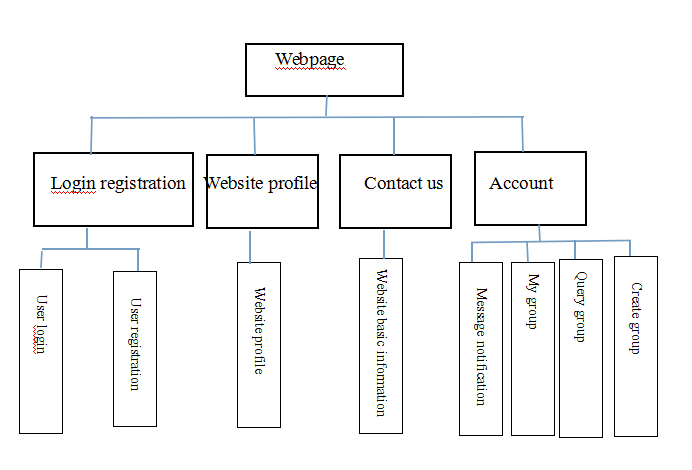 Webpage
Login registration
Website profile
Contact us
Account
User login
User registration
Website profile
Website basic information
Message notification
My group
Query group
Create group